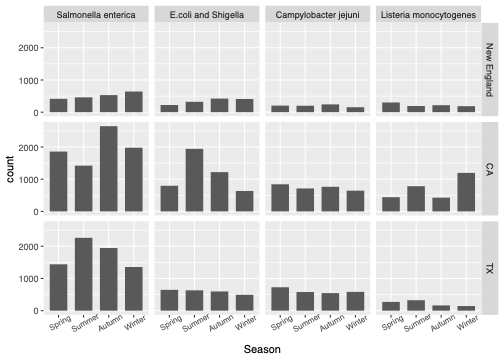 Salmonella enterica E.coli and Shigella Campylobacter jejuni Listeria monocytogenes
2000
1000
0
New England
2000
1000
0
CA
2000
1000
0
TX
count
Spring Summer Autumn Winter Spring Summer Autumn Winter Spring Summer Autumn Winter Spring Summer Autumn Winter
Season